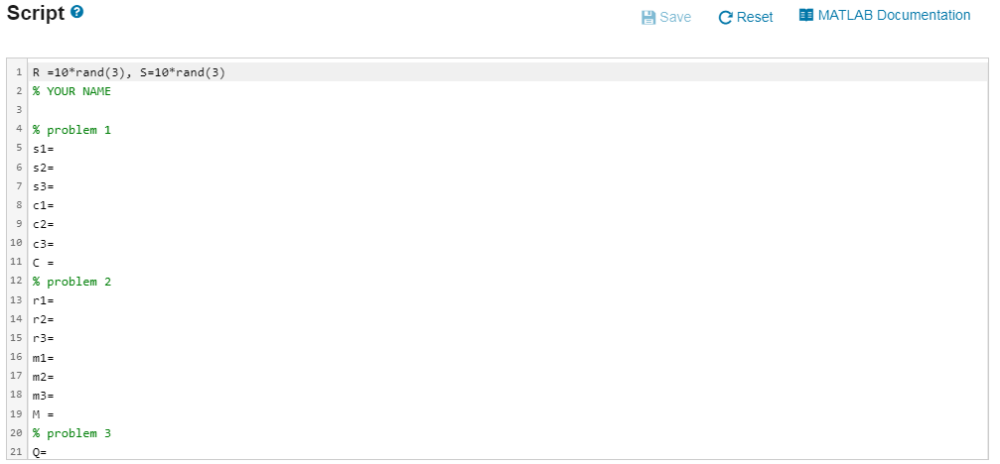 Script ?
Save Reset MATLAB Documentation
1 R =10*rand(3), S=10*rand(3)
2 % YOUR NAME
3
4 % problem 1
5 s1=
6 s2=
7 s3=
8 c1=
9 c2=
10 c3=
11 C =
12 % problem 2
13 r1=
14 r2=
15 r3=
16 m1=
17 m2=
18 m3=
19 M =
20 % problem 3
21 Q=